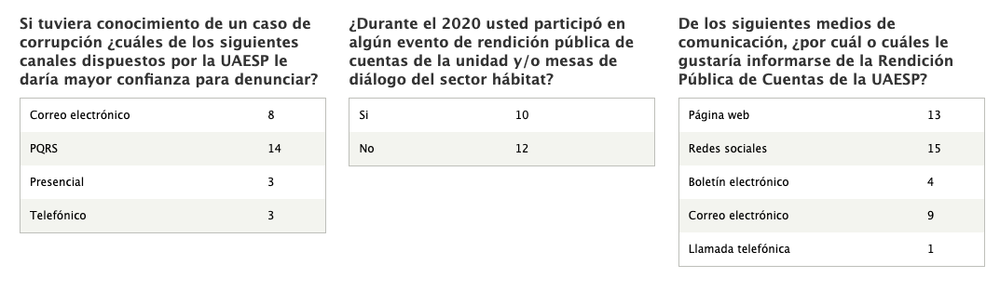 Si tuviera conocimiento de un caso de
corrupción ¿cuáles de los siguientes
canales dispuestos por la UAESP le
daría mayor confianza para denunciar?
Correo electrónico 8
PQRS 14
Presencial 3
Telefónico 3
¿Durante el 2020 usted participó en
algún evento de rendición pública de
cuentas de la unidad y/o mesas de
diálogo del sector hábitat?
Si 10
No 12
De los siguientes medios de
comunicación, ¿por cuál o cuáles le
gustaría informarse de la Rendición
Pública de Cuentas de la UAESP?
Página web 13
Redes sociales 15
Boletín electrónico 4
Correo electrónico 9
Llamada telefónica 1